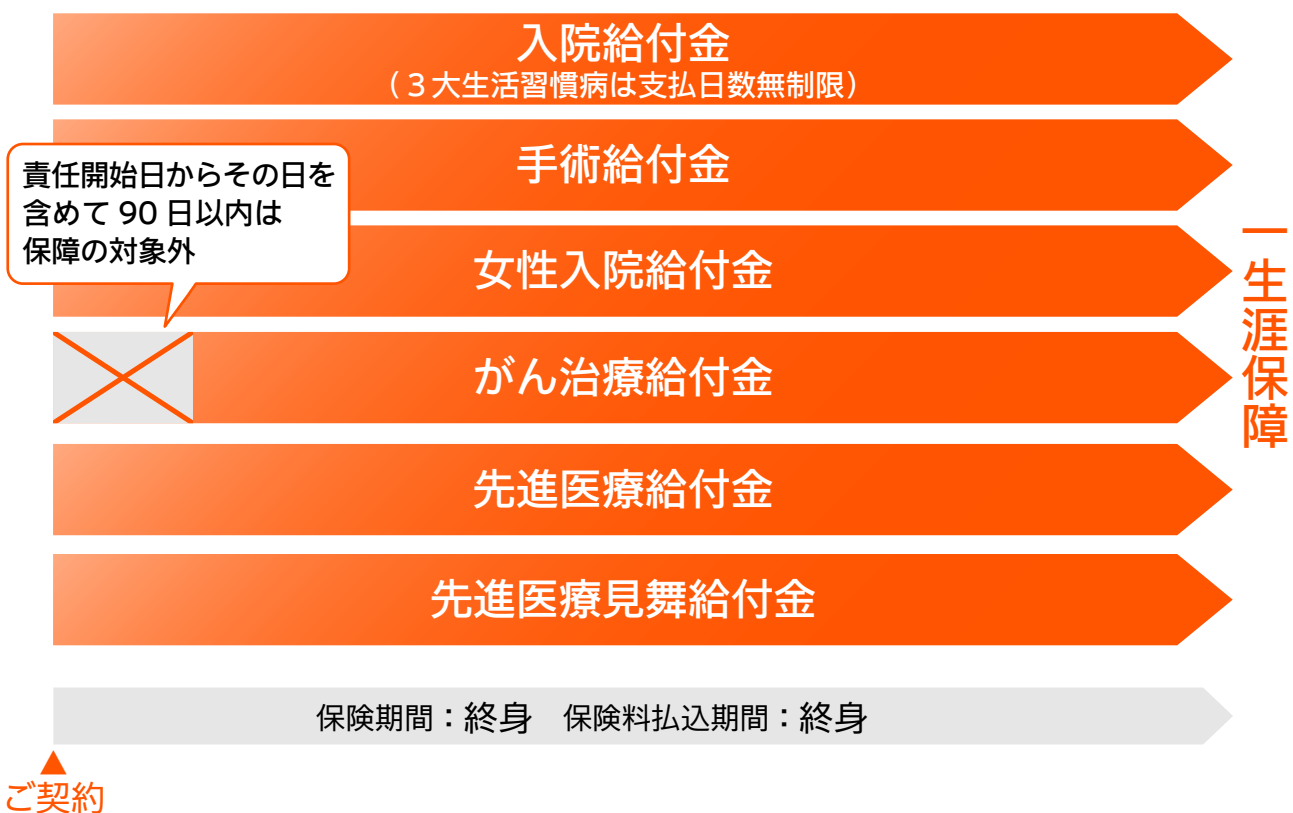 入院給付金
（３大生活習慣病は支払日数無制限）
手術給付金
責任開始日からその日を
含めて 90 日以内は
保障の対象外
女性入院給付金
がん治療給付金
先進医療給付金
先進医療見舞給付金
一生涯保障
保険期間：終身　保険料払込期間：終身
ご契約